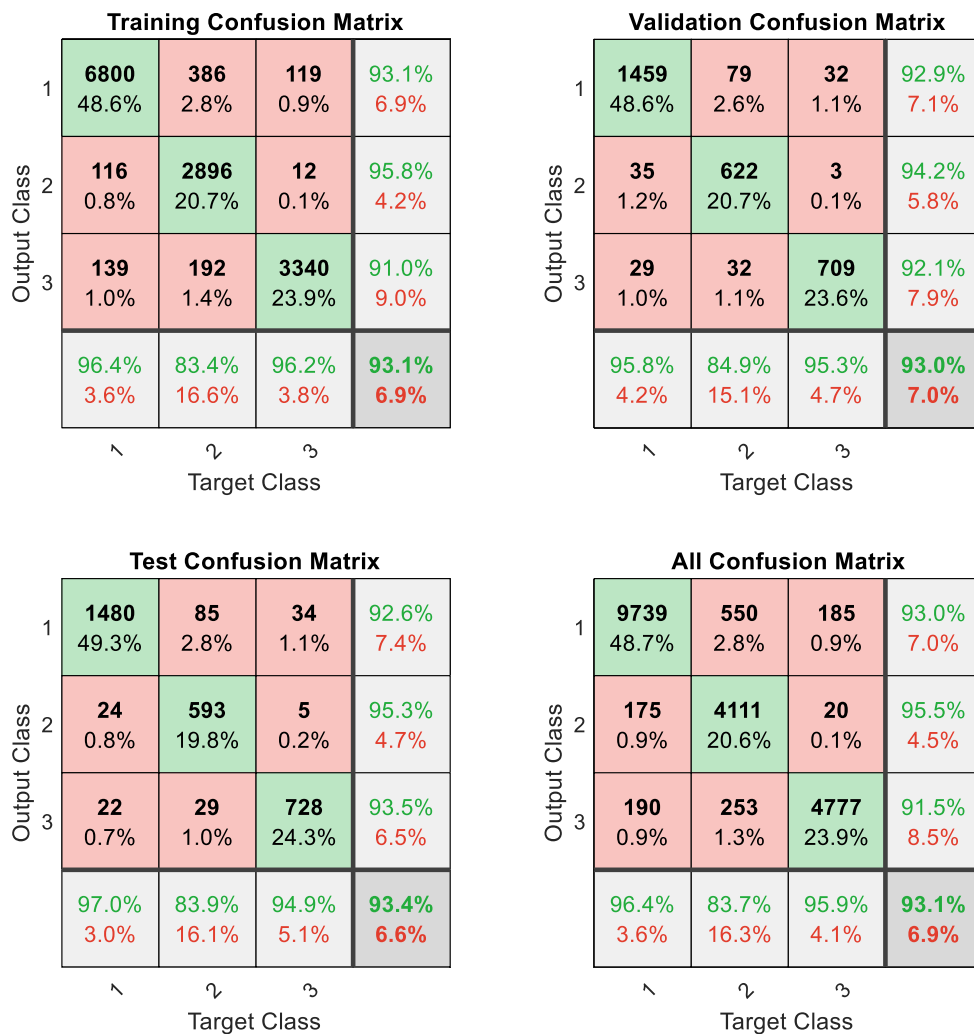 Training Confusion Matrix
Output Class
1
6800 386 119 93.1%
48.6% 2.8% 0.9% 6.9%
2
116 2896 12 95.8%
0.8% 20.7% 0.1% 4.2%
3
139 192 3340 91.0%
1.0% 1.4% 23.9% 9.0%
96.4% 83.4% 96.2% 93.1%
3.6% 16.6% 3.8% 6.9%
1 2 3
Target Class
Validation Confusion Matrix
Output Class
1
1459 79 32 92.9%
48.6% 2.6% 1.1% 7.1%
2
35 622 3 94.2%
1.2% 20.7% 0.1% 5.8%
3
29 32 709 92.1%
1.0% 1.1% 23.6% 7.9%
95.8% 84.9% 95.3% 93.0%
4.2% 15.1% 4.7% 7.0%
1 2 3
Target Class
Test Confusion Matrix
Output Class
1
1480 85 34 92.6%
49.3% 2.8% 1.1% 7.4%
2
24 593 5 95.3%
0.8% 19.8% 0.2% 4.7%
3
22 29 728 93.5%
0.7% 1.0% 24.3% 6.5%
97.0% 83.9% 94.9% 93.4%
3.0% 16.1% 5.1% 6.6%
1 2 3
Target Class
All Confusion Matrix
Output Class
1
9739 550 185 93.0%
48.7% 2.8% 0.9% 7.0%
2
175 4111 20 95.5%
0.9% 20.6% 0.1% 4.5%
3
190 253 4777 91.5%
0.9% 1.3% 23.9% 8.5%
96.4% 83.7% 95.9% 93.1%
3.6% 16.3% 4.1% 6.9%
1 2 3
Target Class